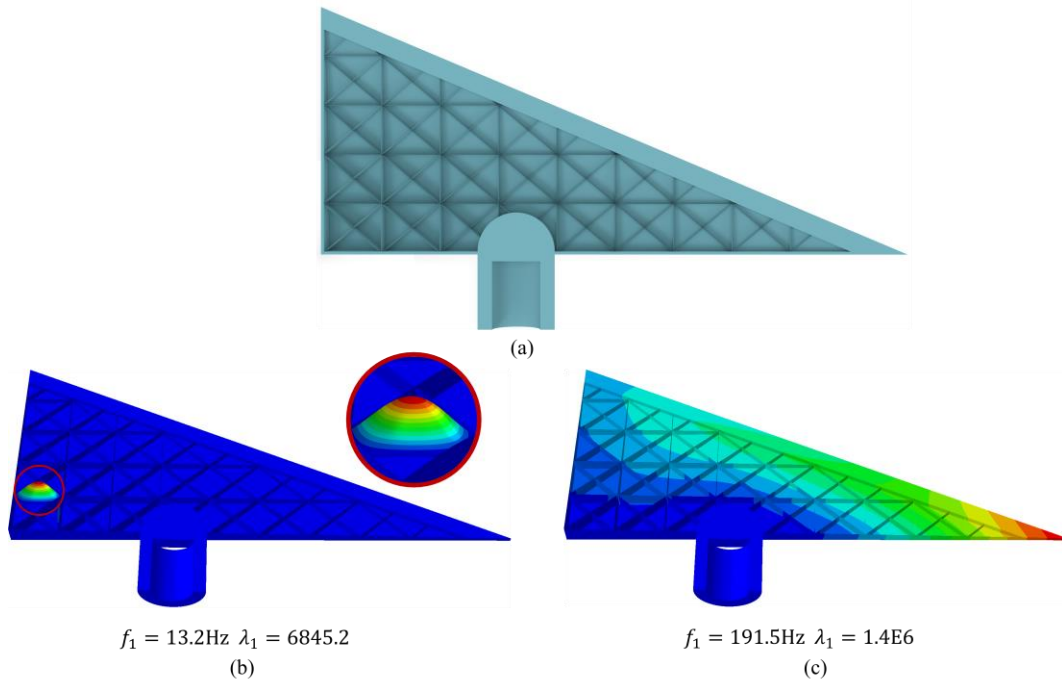 (a)
𝑓₁ = 13.2Hz 𝜆₁ = 6845.2
𝑓₁ = 191.5Hz 𝜆₁ = 1.4E6
(b)
(c)